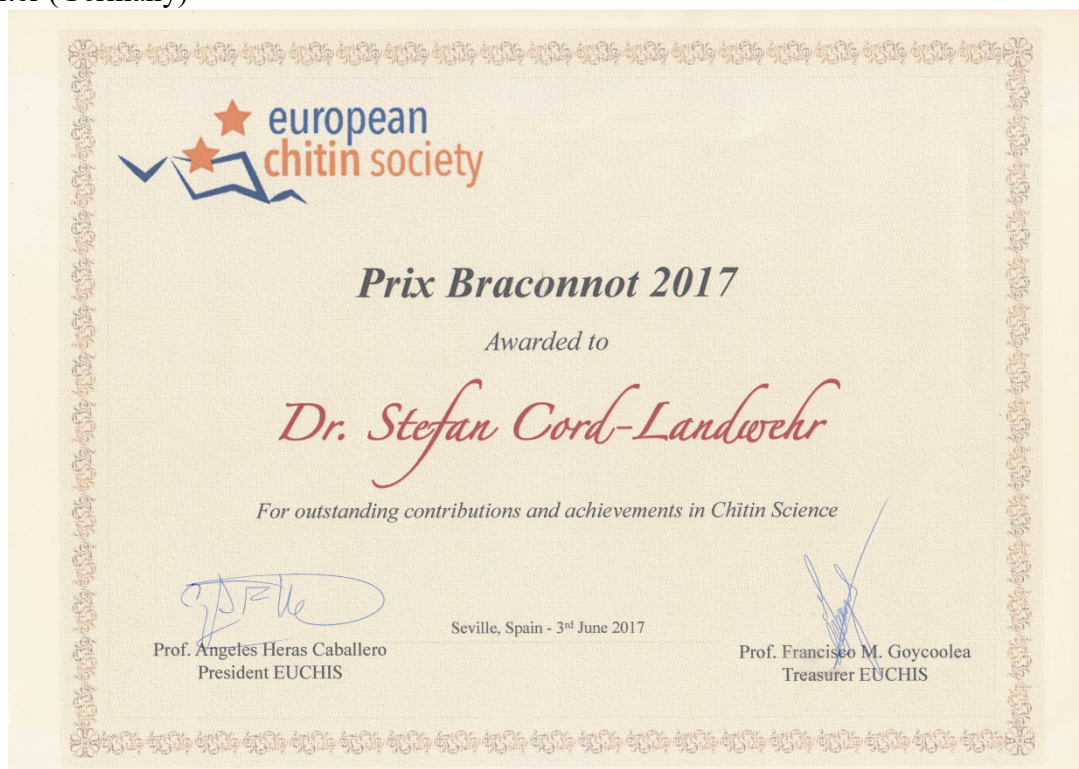 (Germany)
european
chitin society
Prix Braconnot 2017
Awarded to
Dr. Stefan Cord-Landwehr
For outstanding contributions and achievements in Chitin Science
Seville, Spain - 3rd June 2017
Prof. Angeles Heras Caballero
President EUCHIS
Prof. Francisco M. Goycoolea
Treasurer EUCHIS